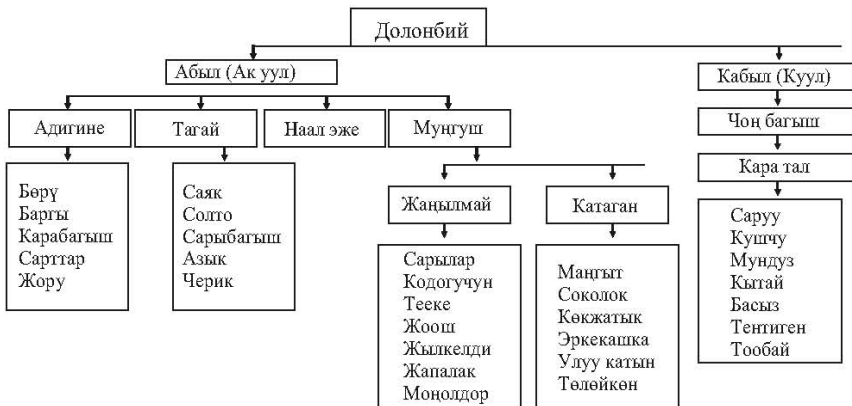 Долонбий
Абыл (Ак уул)
Кабыл (Куул)
Адигине
Тагай
Наал эже
Муңгуш
Чоң багыш
Кара тал
Бөрү
Баргы
Карабагыш
Сарттар
Жору
Саяк
Солто
Сарыбагыш
Азык
Черик
Жаңылмай
Катаган
Сарылар
Кодогучун
Тееке
Жоош
Жылкелди
Жапалак
Моңолдор
Маңгыт
Соколок
Көкжатык
Эркекашка
Улуу катын
Төлөйкөн
Саруу
Кушчу
Мундуз
Кытай
Басыз
Тентиген
Тообай